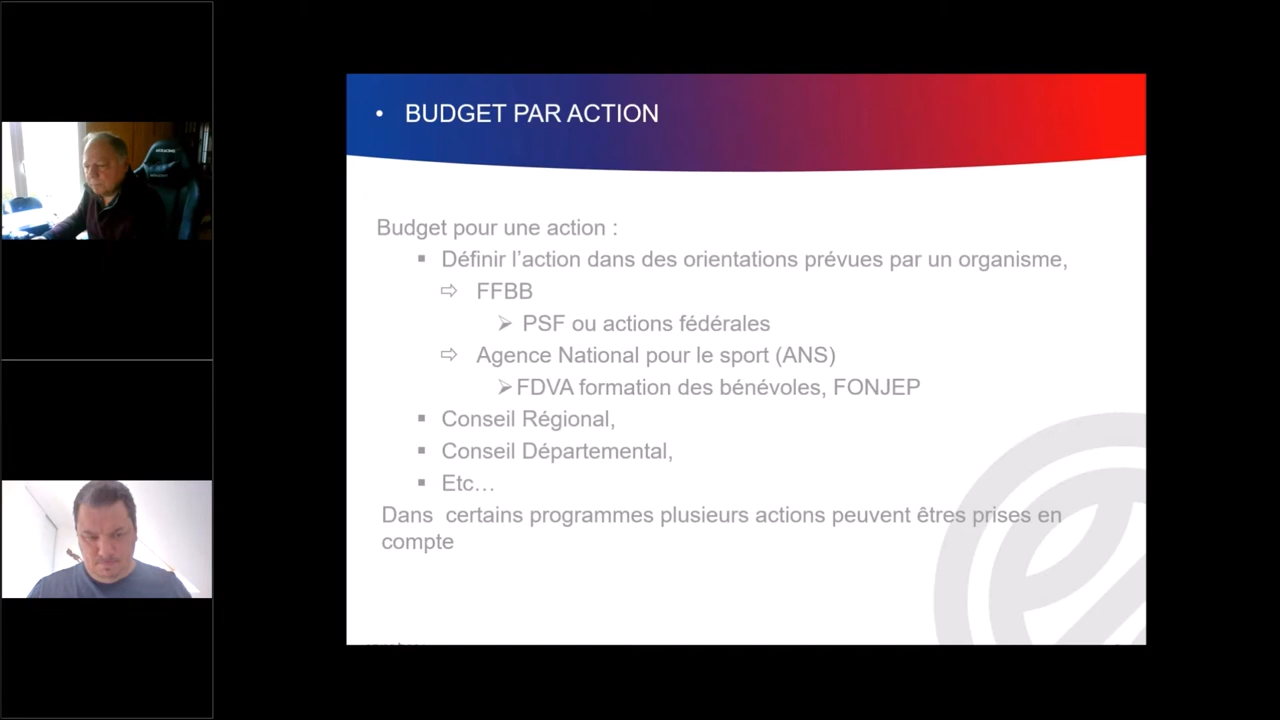 • BUDGET PAR ACTION
Budget pour une action :
▪ Définir l'action dans des orientations prévues par un organisme,
⇨ FFBB
➢ PSF ou actions fédérales
⇨ Agence National pour le sport (ANS)
➢FDVA formation des bénévoles, FONJEP
▪ Conseil Régional,
▪ Conseil Départemental,
▪ Etc…
Dans certains programmes plusieurs actions peuvent êtres prises en
compte